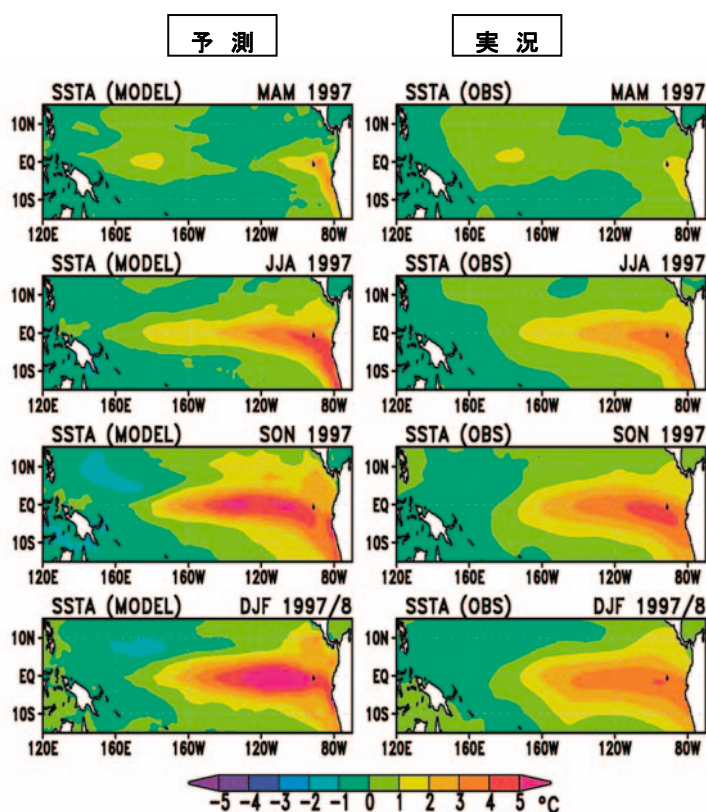 予 測 実 況
SSTA (MODEL) MAM 1997 SSTA (OBS) MAM 1997
10N 10N
EQ EQ
10S 10S
120E 160E 160W 120W 80W 120E 160E 160W 120W 80W
SSTA (MODEL) JJA 1997 SSTA (OBS) JJA 1997
10N 10N
EQ EQ
10S 10S
120E 160E 160W 120W 80W 120E 160E 160W 120W 80W
SSTA (MODEL) SON 1997 SSTA (OBS) SON 1997
10N 10N
EQ EQ
10S 10S
120E 160E 160W 120W 80W 120E 160E 160W 120W 80W
SSTA (MODEL) DJF 1997/8 SSTA (OBS) DJF 1997/8
10N 10N
EQ EQ
10S 10S
120E 160E 160W 120W 80W 120E 160E 160W 120W 80W
-5 -4 -3 -2 -1 0 1 2 3 4 5 °C